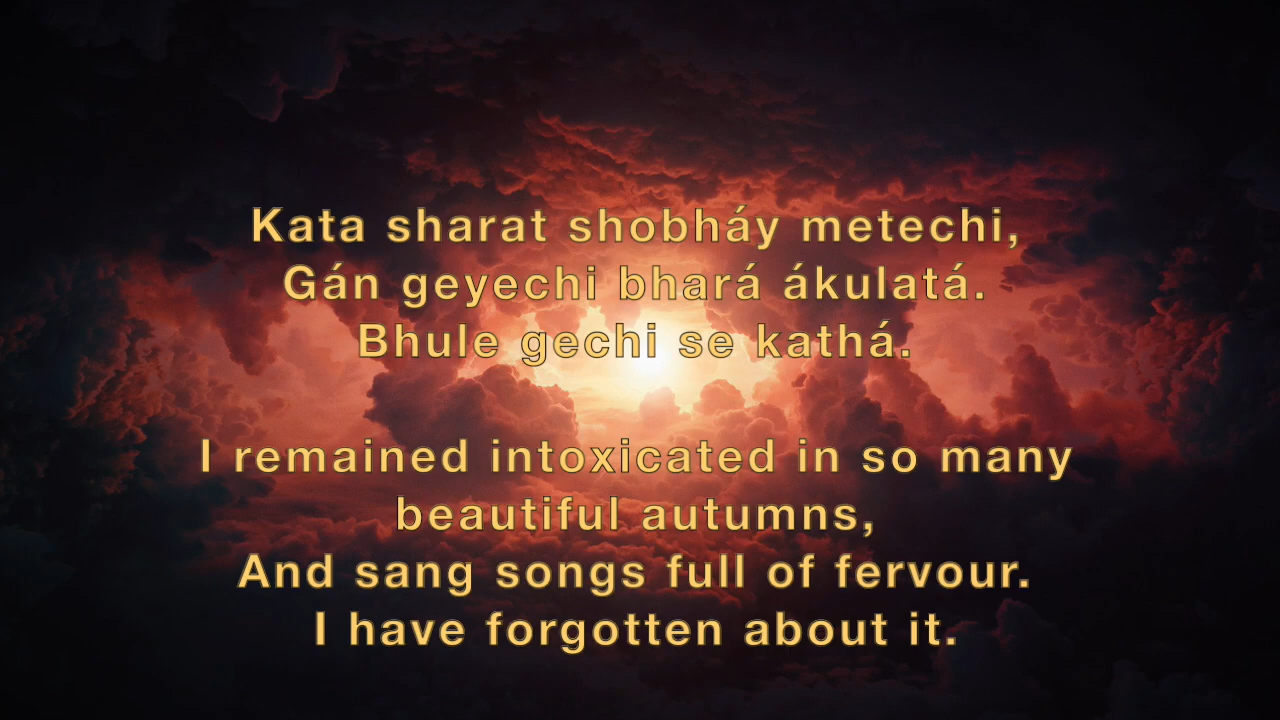 Kata sharat shobháy metechi,
Gán geyechi bhará ákulatá.
Bhule gechi se kathá.
I remained intoxicated in so many
beautiful autumns,
And sang songs full of fervour.
I have forgotten about it.